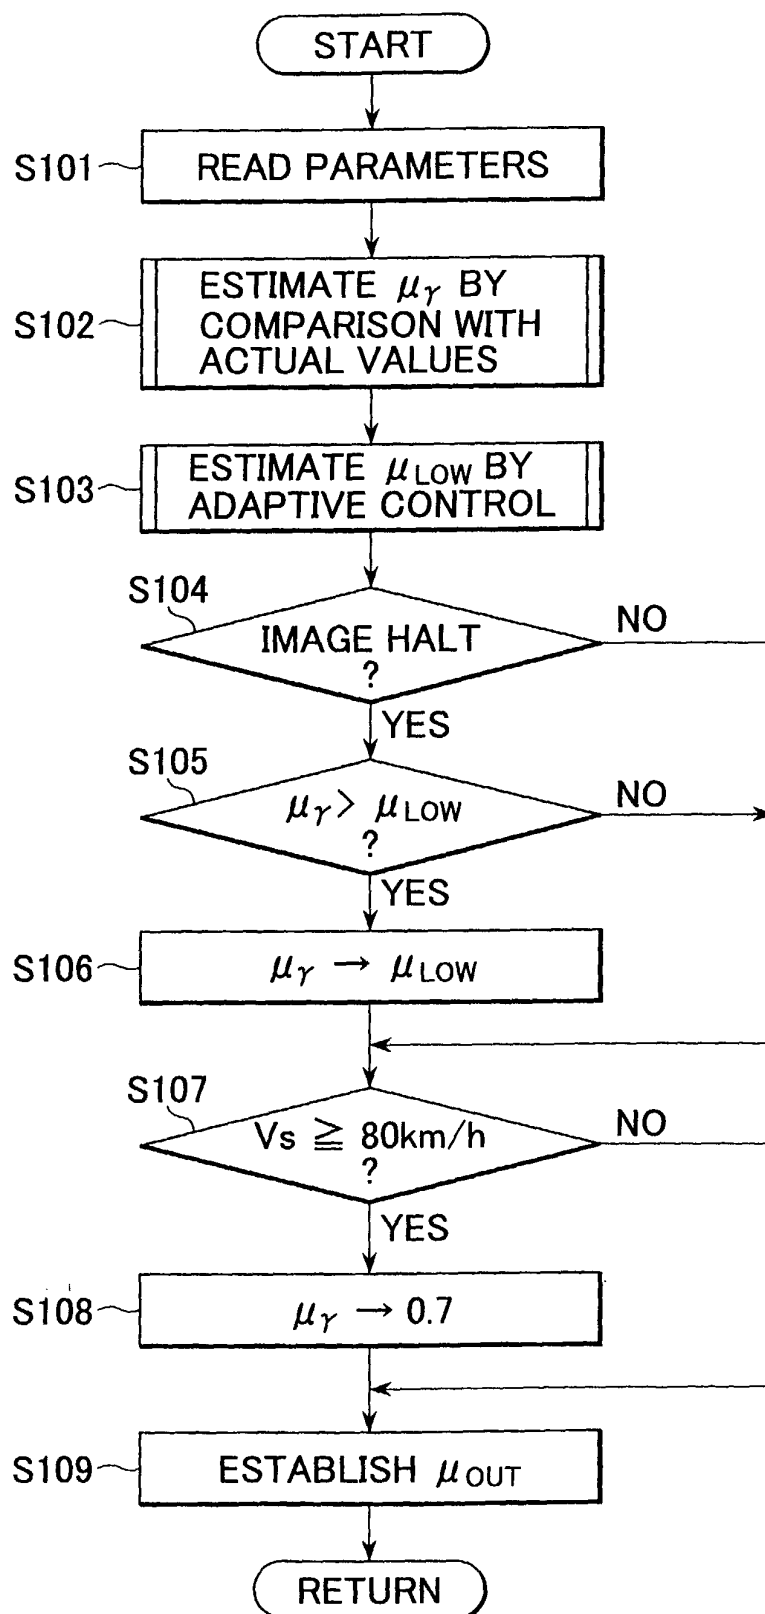 START
S101
READ PARAMETERS
S102
ESTIMATE μγ BY
COMPARISON WITH
ACTUAL VALUES
S103
ESTIMATE μLOW BY
ADAPTIVE CONTROL
S104
IMAGE HALT
?
NO
YES
S105
μγ > μLOW
?
NO
YES
S106
μγ → μLOW
S107
Vs ≧ 80km/h
?
NO
YES
S108
μγ → 0.7
S109
ESTABLISH μOUT
RETURN